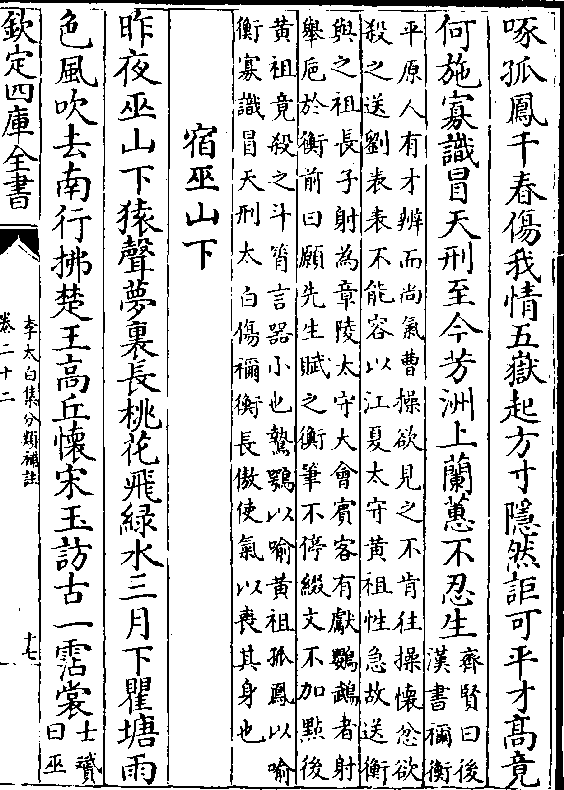 啄孤鳳千春傷我情五嶽起方寸隱然詎可平才高竟
何施寡識冒天刑至今芳洲上蘭蕙不忍生
齊賢曰後
漢書禰衡
平原人有才辨而尚氣曹操欲見之不肯往操懷忿欲
殺之送劉表表不能容以江夏太守黄祖性急故送衡
與之祖長子射為章陵太守大會賓客有獻鸚鵡者射
舉巵於衡前曰願先生賦之衡筆不停綴文不加㸃後
黄祖竟殺之斗筲言器小也鷙鶚以喻黄祖孤鳳以喻
衡寡識冒天刑太白傷禰衡長傲使氣以喪其身也
宿巫山下
昨夜巫山下猿聲夢裏長桃花飛緑水三月下瞿塘雨
色風吹去南行拂楚王高丘懷宋玉訪古一霑裳
士贇
曰巫
欽定四庫全書
李太白集分類補註
卷二十二
十七